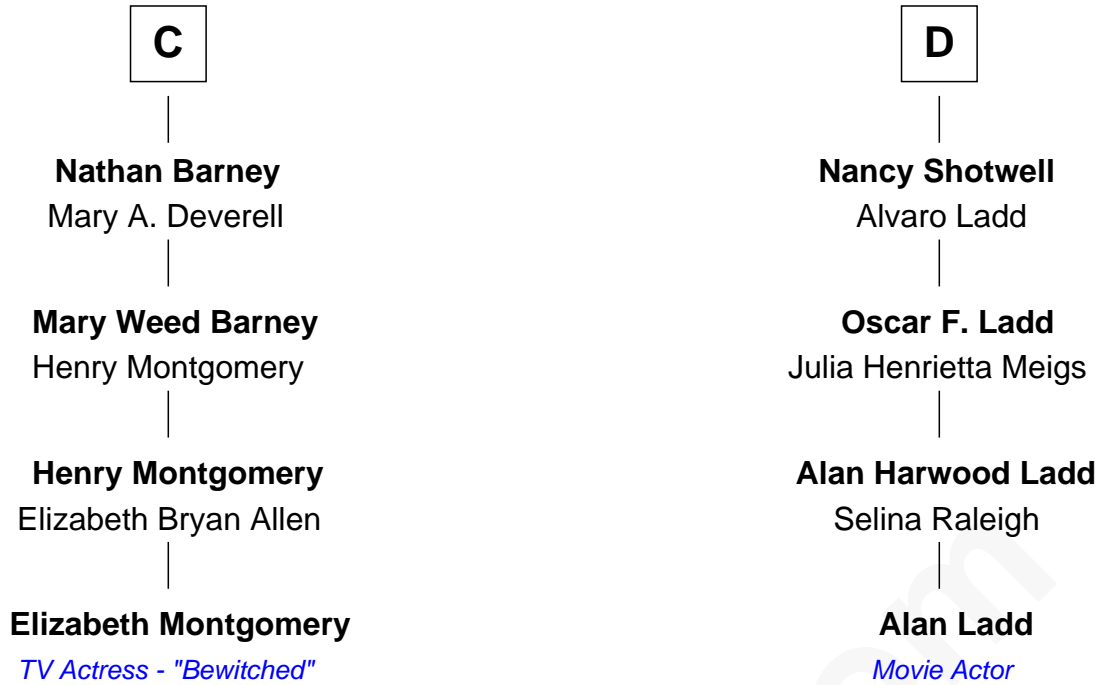 C
D
Nathan Barney
Mary A. Deverell
Nancy Shotwell
Alvaro Ladd
Mary Weed Barney
Henry Montgomery
Oscar F. Ladd
Julia Henrietta Meigs
Henry Montgomery
Elizabeth Bryan Allen
Alan Harwood Ladd
Selina Raleigh
Elizabeth Montgomery
TV Actress - "Bewitched"
Alan Ladd
Movie Actor